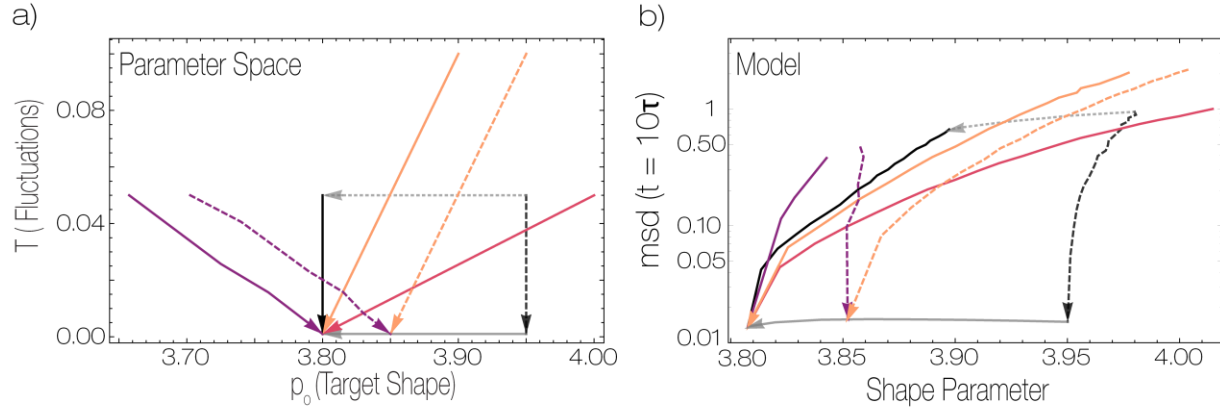 a)
Parameter Space
T (Fluctuations)
0.08
0.04
0.00
3.70
3.80
3.90
4.00
p₀ (Target Shape)
b)
Model
msd (t = 10τ)
1
0.50
0.10
0.05
0.01
3.80
3.85
3.90
3.95
4.00
Shape Parameter